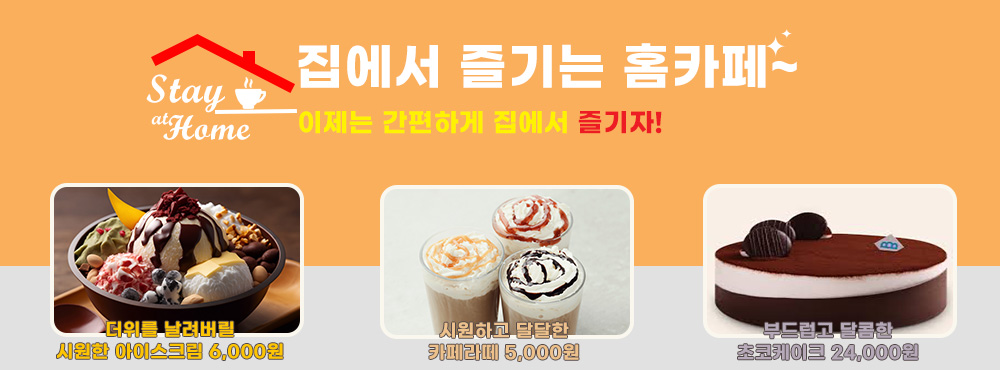 Stay
at Home
집에서 즐기는 홈카페~
이제는 간편하게 집에서 즐기자!
더위를 날려버릴
시원한 아이스크림 6,000원
시원하고 달달한
카페라떼 5,000원
부드럽고 달콤한
초코케이크 24,000원